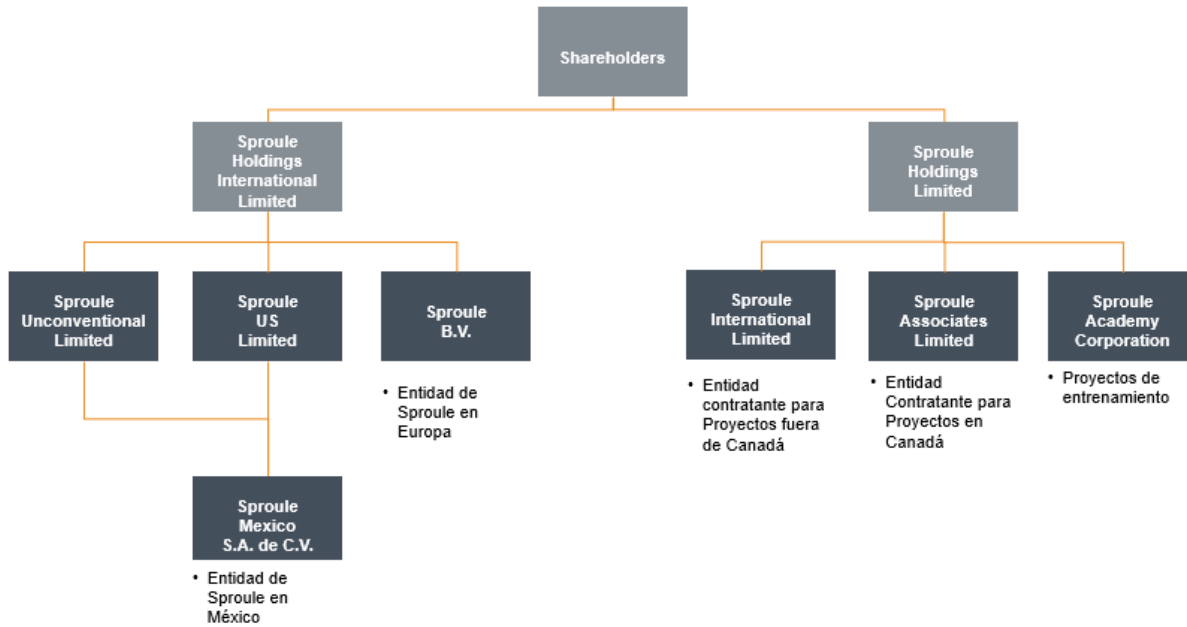 Shareholders
Sproule
Holdings
International
Limited
Sproule
Holdings
Limited
Sproule
Unconventional
Limited
Sproule
US
Limited
Sproule
B.V.
Sproule
International
Limited
Sproule
Associates
Limited
Sproule
Academy
Corporation
• Entidad de
Sproule en
Europa
• Entidad
contratante para
Proyectos fuera
de Canadá
• Entidad
Contratante para
Proyectos en
Canadá
• Proyectos de
entrenamiento
Sproule
Mexico
S.A. de C.V.
• Entidad de
Sproule en
México